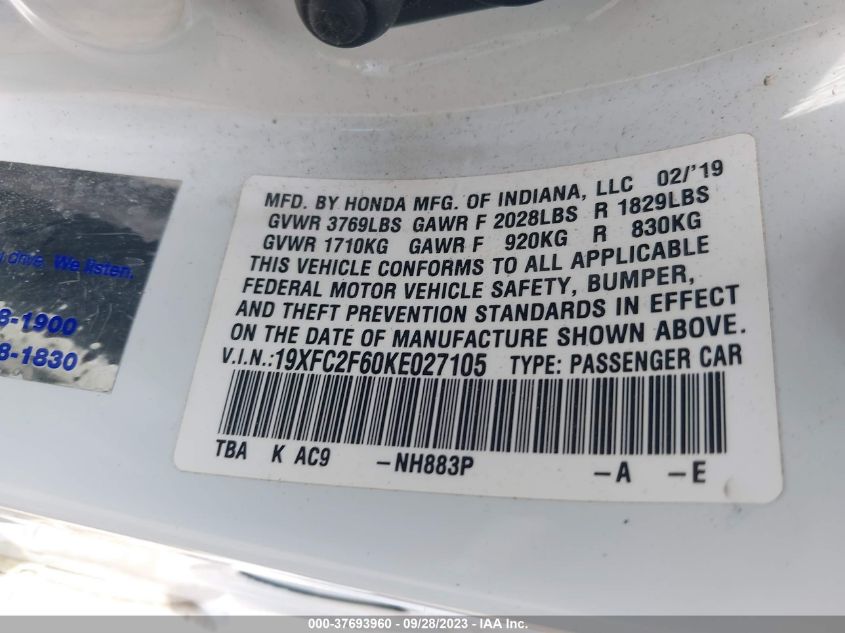 MFD. BY HONDA MFG. OF INDIANA, LLC 02/'19
GVWR 3769LBS GAWR F 2028LBS R 1829LBS
GVWR 1710KG GAWR F 920KG R 830KG
THIS VEHICLE CONFORMS TO ALL APPLICABLE
FEDERAL MOTOR VEHICLE SAFETY, BUMPER,
AND THEFT PREVENTION STANDARDS IN EFFECT
ON THE DATE OF MANUFACTURE SHOWN ABOVE.
V.I.N.:19XFC2F60KE027105 TYPE: PASSENGER CAR
TBA K AC9 -NH883P -A -E
drive. We listen.
8-1900
8-1830
000-37693960 - 09/28/2023 - IAA Inc.